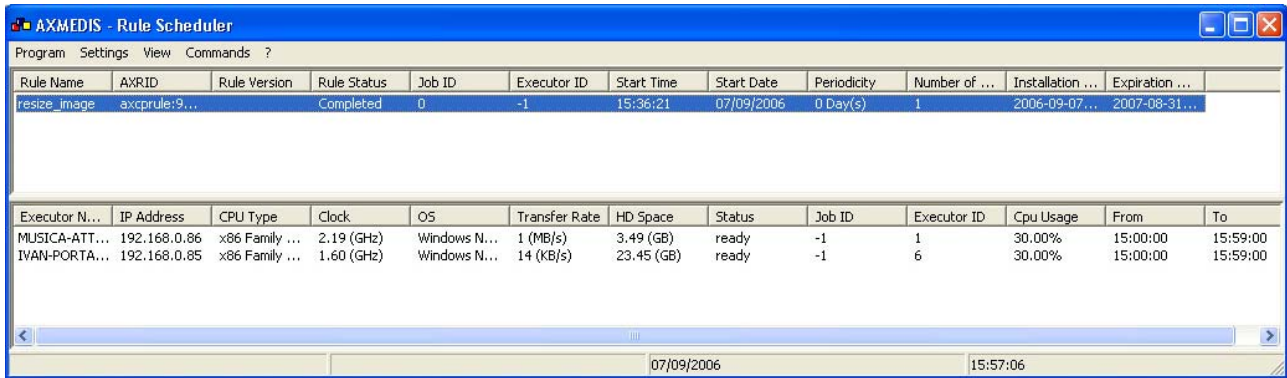 AXMEDIS - Rule Scheduler
Program Settings View Commands ?
Rule Name AXRID Rule Version Rule Status Job ID Executor ID Start Time Start Date Periodicity Number of ... Installation ... Expiration ...
resize_image axcprule:9... Completed 0 -1 15:36:21 07/09/2006 0 Day(s) 1 2006-09-07... 2007-08-31...
Executor N... IP Address CPU Type Clock OS Transfer Rate HD Space Status Job ID Executor ID Cpu Usage From To
MUSICA-ATT... 192.168.0.86 x86 Family ... 2.19 (GHz) Windows N... 1 (MB/s) 3.49 (GB) ready -1 1 30.00% 15:00:00 15:59:00
IVAN-PORTA... 192.168.0.85 x86 Family ... 1.60 (GHz) Windows N... 14 (KB/s) 23.45 (GB) ready -1 6 30.00% 15:00:00 15:59:00
07/09/2006 15:57:06